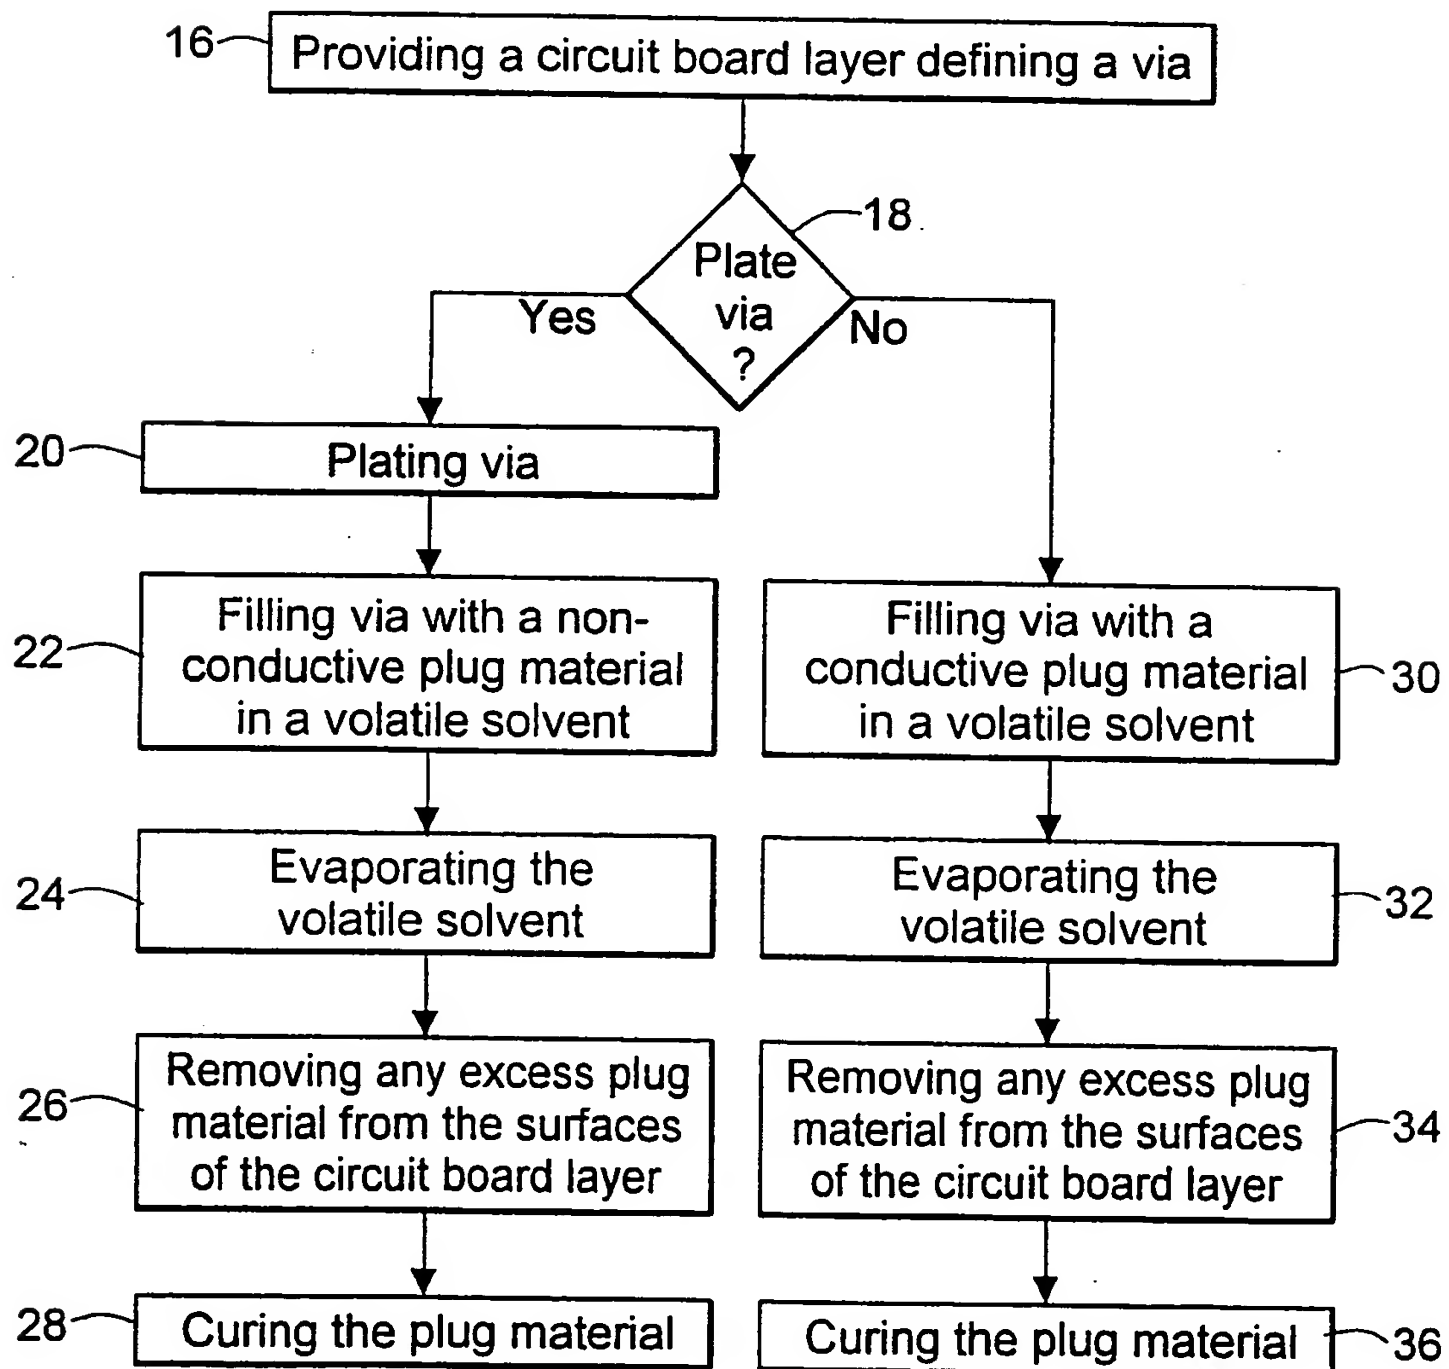 16
Providing a circuit board layer defining a via
18
Plate
via
?
Yes
No
20
Plating via
22
Filling via with a non-
conductive plug material
in a volatile solvent
Filling via with a
conductive plug material
in a volatile solvent
30
24
Evaporating the
volatile solvent
Evaporating the
volatile solvent
32
26
Removing any excess plug
material from the surfaces
of the circuit board layer
Removing any excess plug
material from the surfaces
of the circuit board layer
34
28
Curing the plug material
Curing the plug material
36